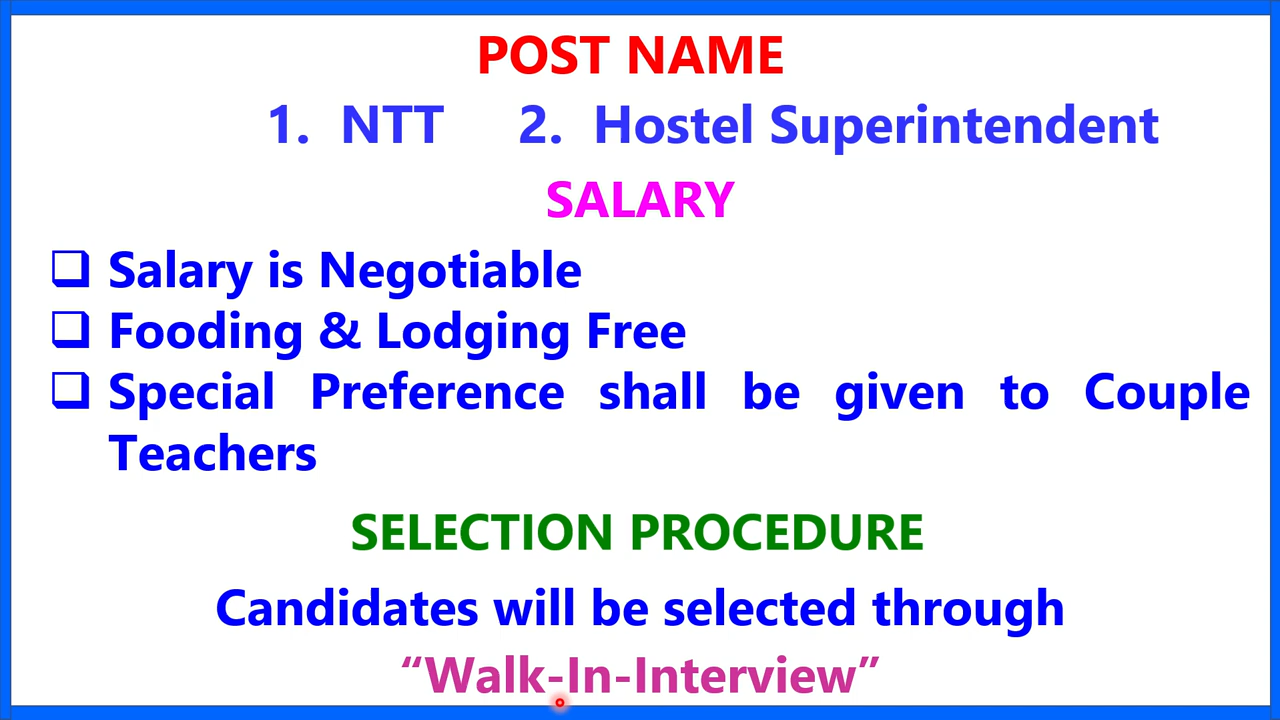 POST NAME
1. NTT 2. Hostel Superintendent
SALARY
❑ Salary is Negotiable
❑ Fooding & Lodging Free
❑ Special Preference shall be given to Couple
Teachers
SELECTION PROCEDURE
Candidates will be selected through
“Walk-In-Interview”